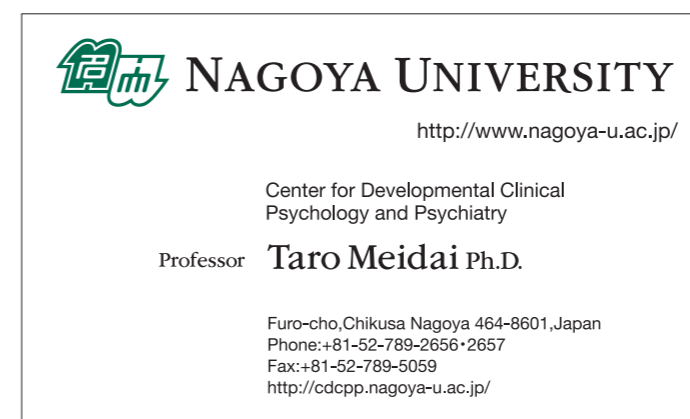 名大
NAGOYA UNIVERSITY
http://www.nagoya-u.ac.jp/
Center for Developmental Clinical
Psychology and Psychiatry
Professor Taro Meidai Ph.D.
Furo-cho,Chikusa Nagoya 464-8601,Japan
Phone:+81-52-789-2656・2657
Fax:+81-52-789-5059
http://cdcpp.nagoya-u.ac.jp/